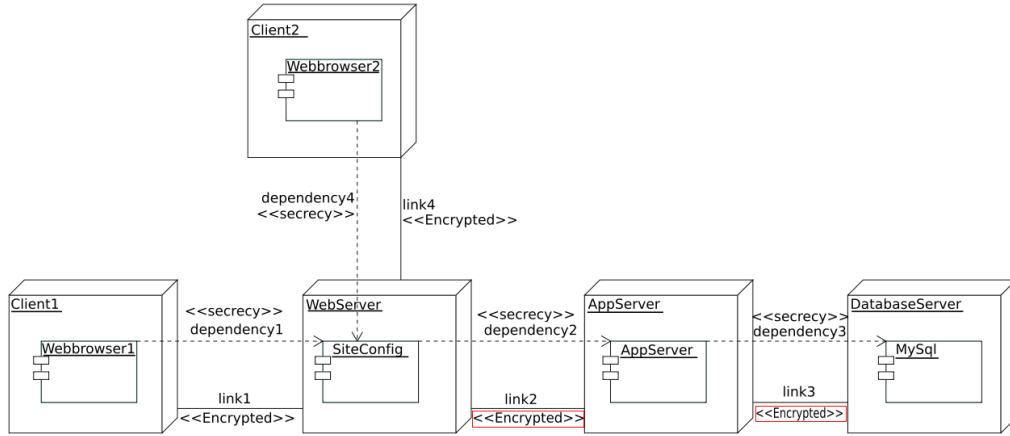 Client2
Webbrowser2
dependency4
<<secrecy>>
link4
<<Encrypted>>
Client1
Webbrowser1
<<secrecy>>
dependency1
link1
<<Encrypted>>
WebServer
SiteConfig
<<secrecy>>
dependency2
link2
<<Encrypted>>
AppServer
AppServer
<<secrecy>>
dependency3
link3
<<Encrypted>>
DatabaseServer
MySql